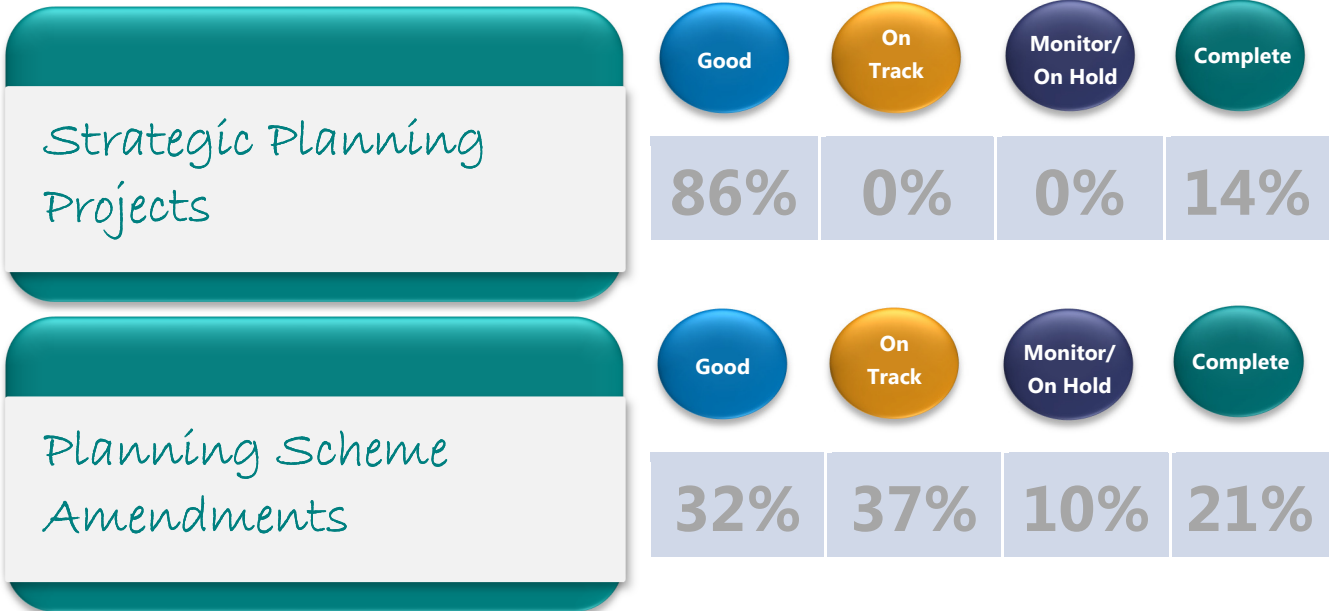 Strategic Planning
Projects
Good
On
Track
Monitor/
On Hold
Complete
86% 0% 0% 14%
Planning Scheme
Amendments
Good
On
Track
Monitor/
On Hold
Complete
32% 37% 10% 21%